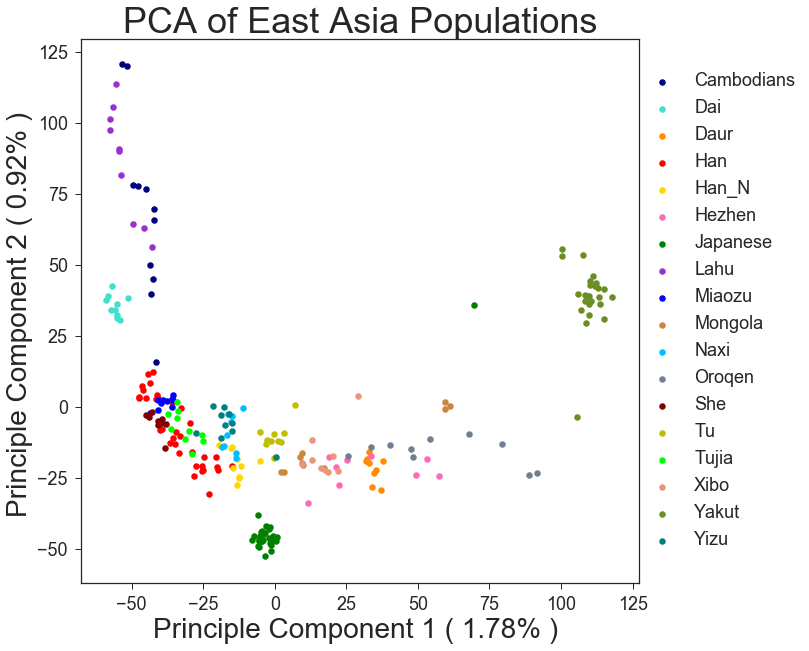 PCA of East Asia Populations
Principle Component 2 ( 0.92% )
125
100
75
50
25
0
−25
−50
−50
−25
0
25
50
75
100
125
Principle Component 1 ( 1.78% )
Cambodians
Dai
Daur
Han
Han_N
Hezhen
Japanese
Lahu
Miaozu
Mongola
Naxi
Oroqen
She
Tu
Tujia
Xibo
Yakut
Yizu